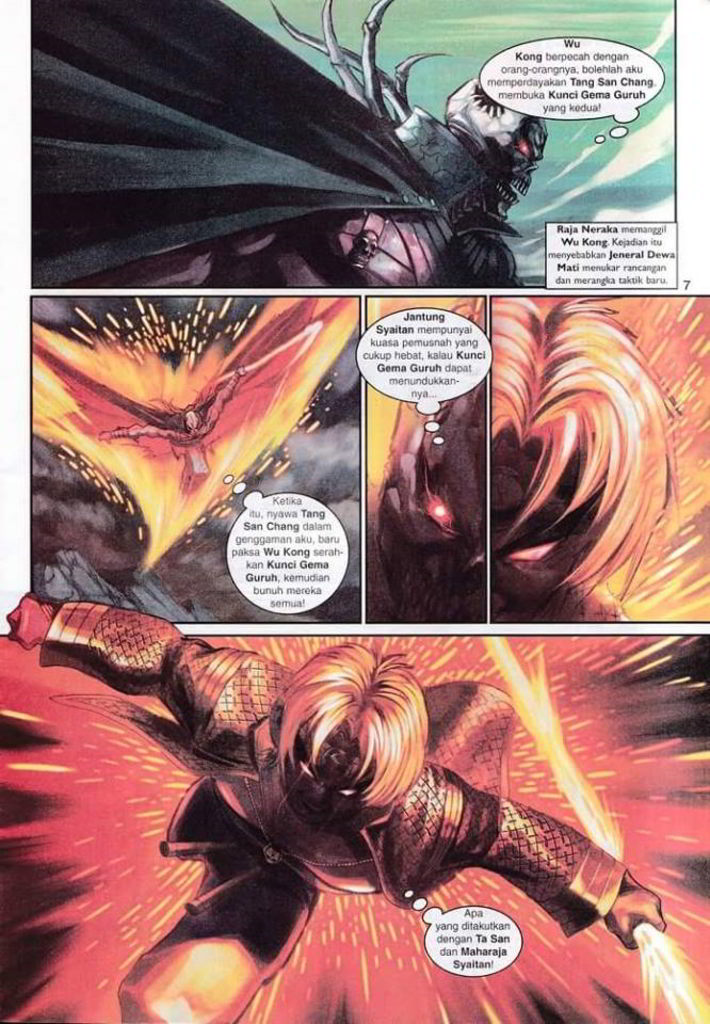 Wu
Kong berpecah dengan
orang-orangnya, bolehlah aku
memperdayakan Tang San Chang,
membuka Kunci Gema Guruh
yang kedua!
Raja Neraka memanggil
Wu Kong. Kejadian itu
menyebabkan Jeneral Dewa
Mati menukar rancangan
dan merangka taktik baru.
7
Ketika
itu, nyawa Tang
San Chang dalam
genggaman aku, baru
paksa Wu Kong serah-
kan Kunci Gema
Guruh, kemudian
bunuh mereka
semua!
Jantung
Syaitan mempunyai
kuasa pemusnah yang
cukup hebat, kalau Kunci
Gema Guruh dapat
menundukkan-
nya...
Apa
yang ditakutkan
dengan Ta San
dan Maharaja
Syaitan!